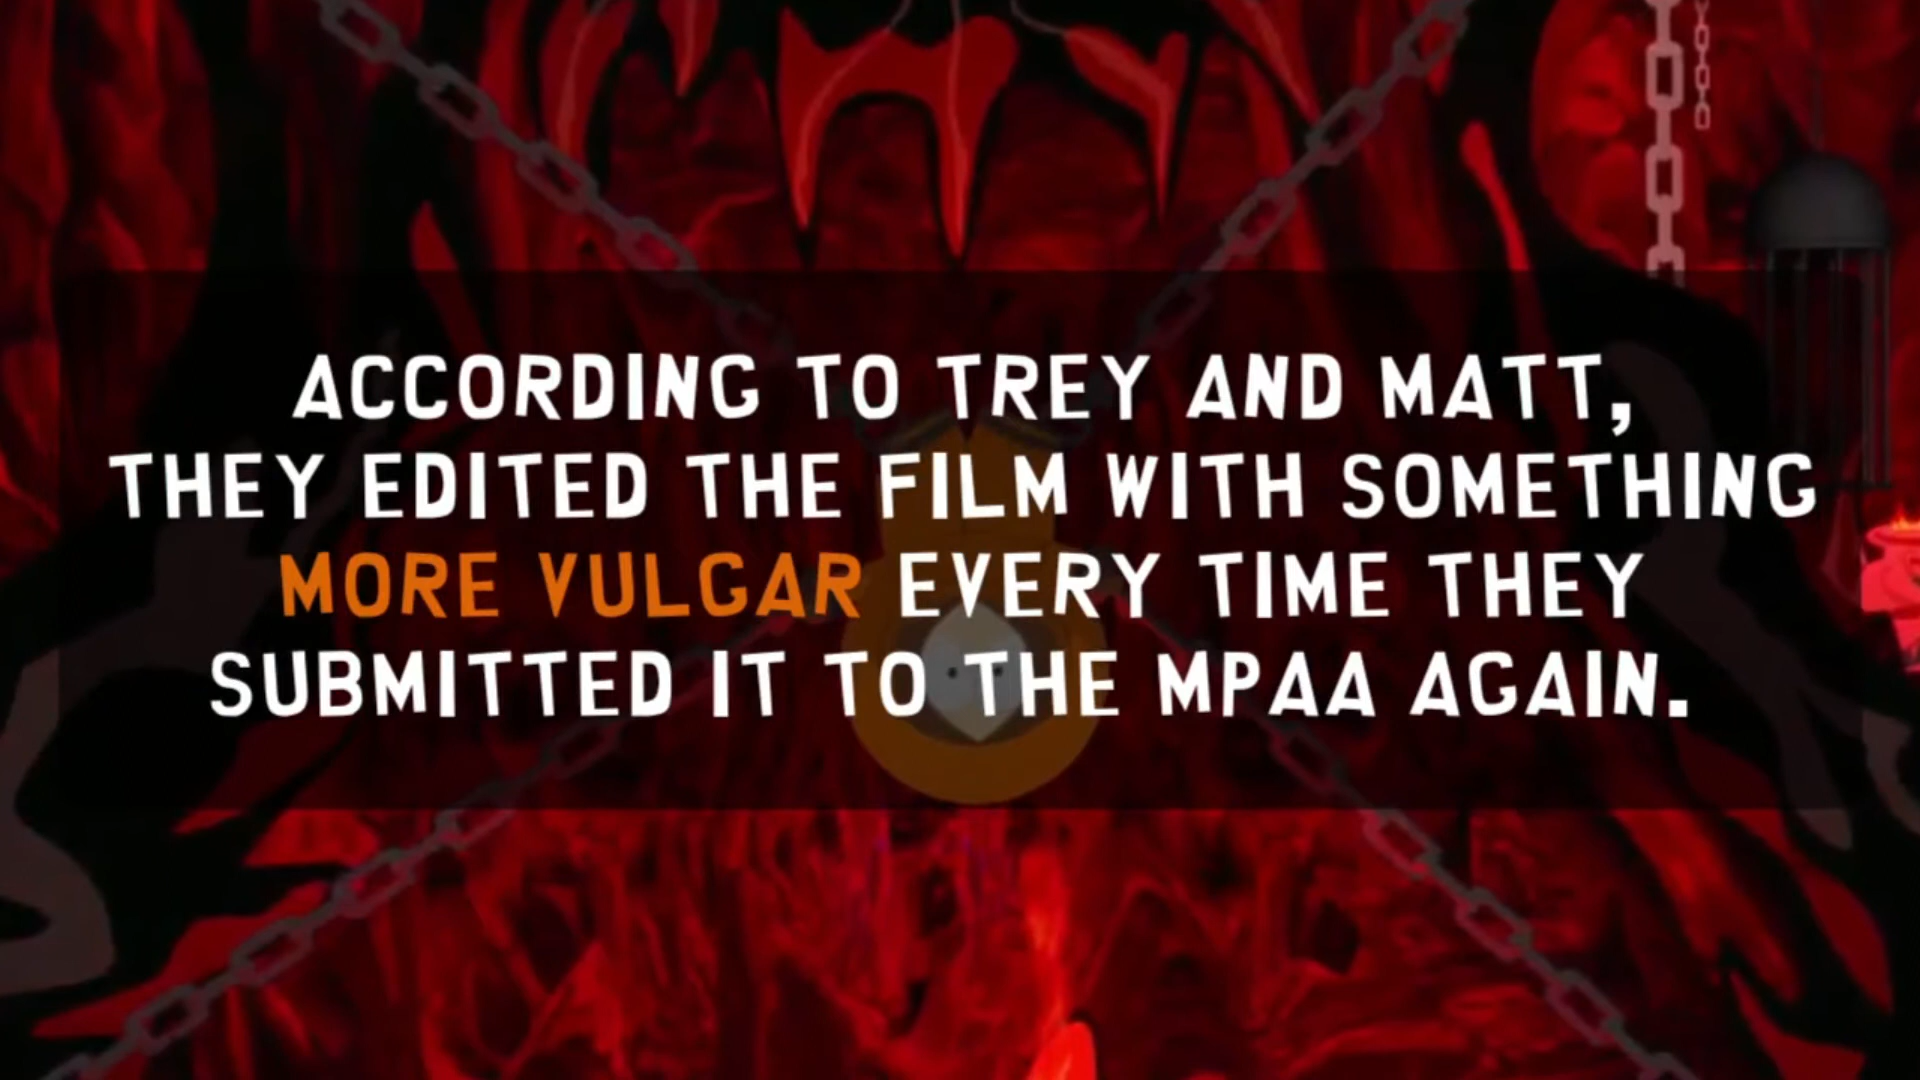 ACCORDING TO TREY AND MATT,
THEY EDITED THE FILM WITH SOMETHING
MORE VULGAR EVERY TIME THEY
SUBMITTED IT TO THE MPAA AGAIN.